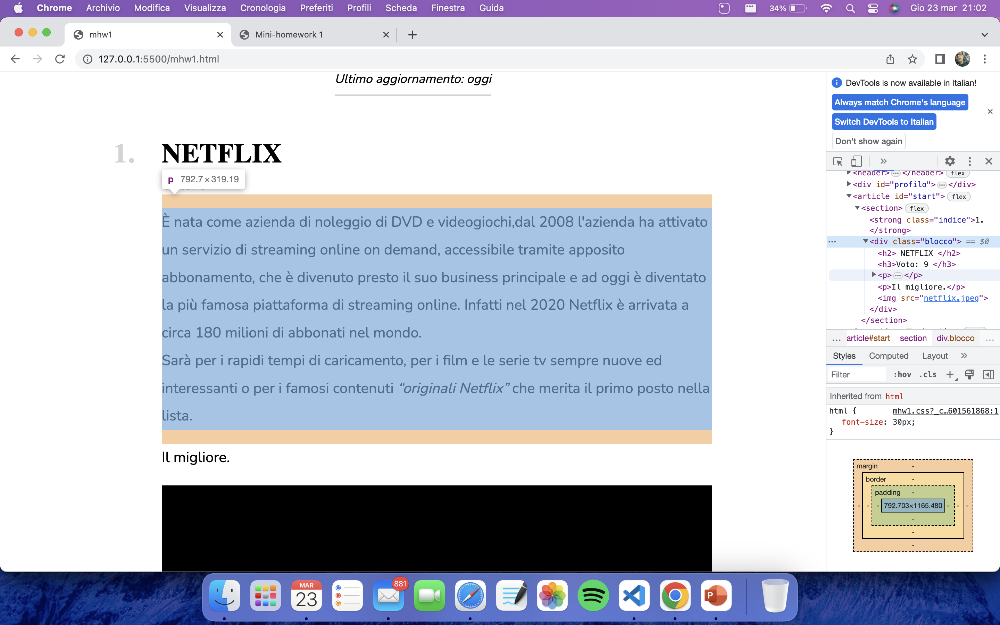 Chrome Archivio Modifica Visualizza Cronologia Preferiti Profili Scheda Finestra Guida 34% Gio 23 mar 21:02
mhw1 Mini-homework 1
127.0.0.1:5500/mhw1.html
Ultimo aggiornamento: oggi
1. NETFLIX
p 792.7×319.19
È nata come azienda di noleggio di DVD e videogiochi,dal 2008 l'azienda ha attivato
un servizio di streaming online on demand, accessibile tramite apposito
abbonamento, che è divenuto presto il suo business principale e ad oggi è diventato
la più famosa piattaforma di streaming online. Infatti nel 2020 Netflix è arrivata a
circa 180 milioni di abbonati nel mondo.
Sarà per i rapidi tempi di caricamento, per i film e le serie tv sempre nuove ed
interessanti o per i famosi contenuti “originali Netflix” che merita il primo posto nella
lista.
Il migliore.
DevTools is now available in Italian!
Always match Chrome's language
Switch DevTools to Italian
Don't show again
<header> … </header> flex
<div id="profilo"> … </div>
<article id="start"> flex
<section> flex
<strong class="indice">1.
</strong>
… <div class="blocco"> == $0
<h2> NETFLIX </h2>
<h3>Voto: 9 </h3>
<p> … </p>
<p>Il migliore.</p>
<img src="netflix.jpeg">
</div>
</section>
… article#start section div.blocco …
Styles Computed Layout
Filter :hov .cls
Inherited from html
html { mhw1.css?_c…601561868:1
font-size: 30px;
}
margin -
border -
padding -
- - - 792.703×1165.480 - - -
-
-
-
MAR
23
881
P